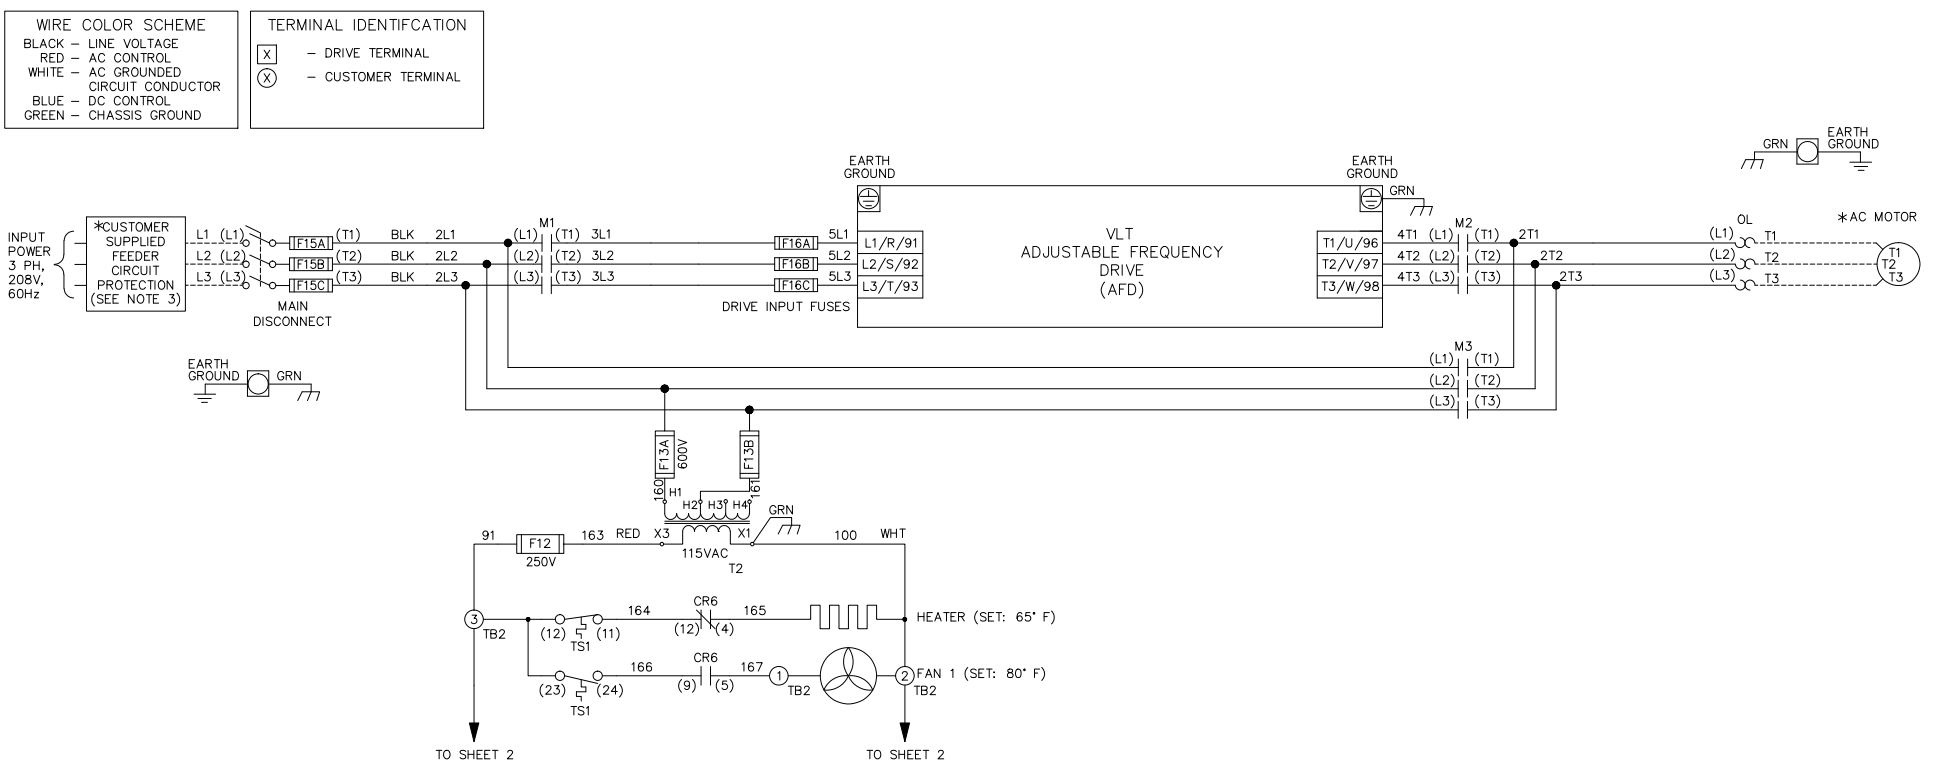 WIRE COLOR SCHEME
BLACK – LINE VOLTAGE
RED – AC CONTROL
WHITE – AC GROUNDED
CIRCUIT CONDUCTOR
BLUE – DC CONTROL
GREEN – CHASSIS GROUND
TERMINAL IDENTIFCATION
X – DRIVE TERMINAL
X – CUSTOMER TERMINAL
GRN
EARTH
GROUND
EARTH
GROUND
EARTH
GROUND
GRN
INPUT
POWER
3 PH,
208V,
60Hz
*CUSTOMER
SUPPLIED
FEEDER
CIRCUIT
PROTECTION
(SEE NOTE 3)
L1 (L1) F15A (T1) BLK 2L1 (L1) M1 (T1) 3L1 F16A 5L1 L1/R/91
L2 (L2) F15B (T2) BLK 2L2 (L2) (T2) 3L2 F16B 5L2 L2/S/92
L3 (L3) F15C (T3) BLK 2L3 (L3) (T3) 3L3 F16C 5L3 L3/T/93
MAIN
DISCONNECT
DRIVE INPUT FUSES
VLT
ADJUSTABLE FREQUENCY
DRIVE
(AFD)
T1/U/96 4T1 (L1) M2 (T1) 2T1 (L1) OL T1
T2/V/97 4T2 (L2) (T2) 2T2 (L2) T2
T3/W/98 4T3 (L3) (T3) 2T3 (L3) T3
*AC MOTOR
T1
T2
T3
M3
(L1) (T1)
(L2) (T2)
(L3) (T3)
EARTH
GROUND
GRN
F13A
600V
F13B
160
161
H1
H2 H3 H4
GRN
91 F12 163 RED X3 X1 100 WHT
250V
115VAC
T2
3
TB2
(12) (11)
TS1
164
CR6
(12) (4)
165
HEATER (SET: 65° F)
(23) (24)
TS1
166
CR6
(9) (5)
167
1
TB2
2
TB2
FAN 1 (SET: 80° F)
TO SHEET 2
TO SHEET 2